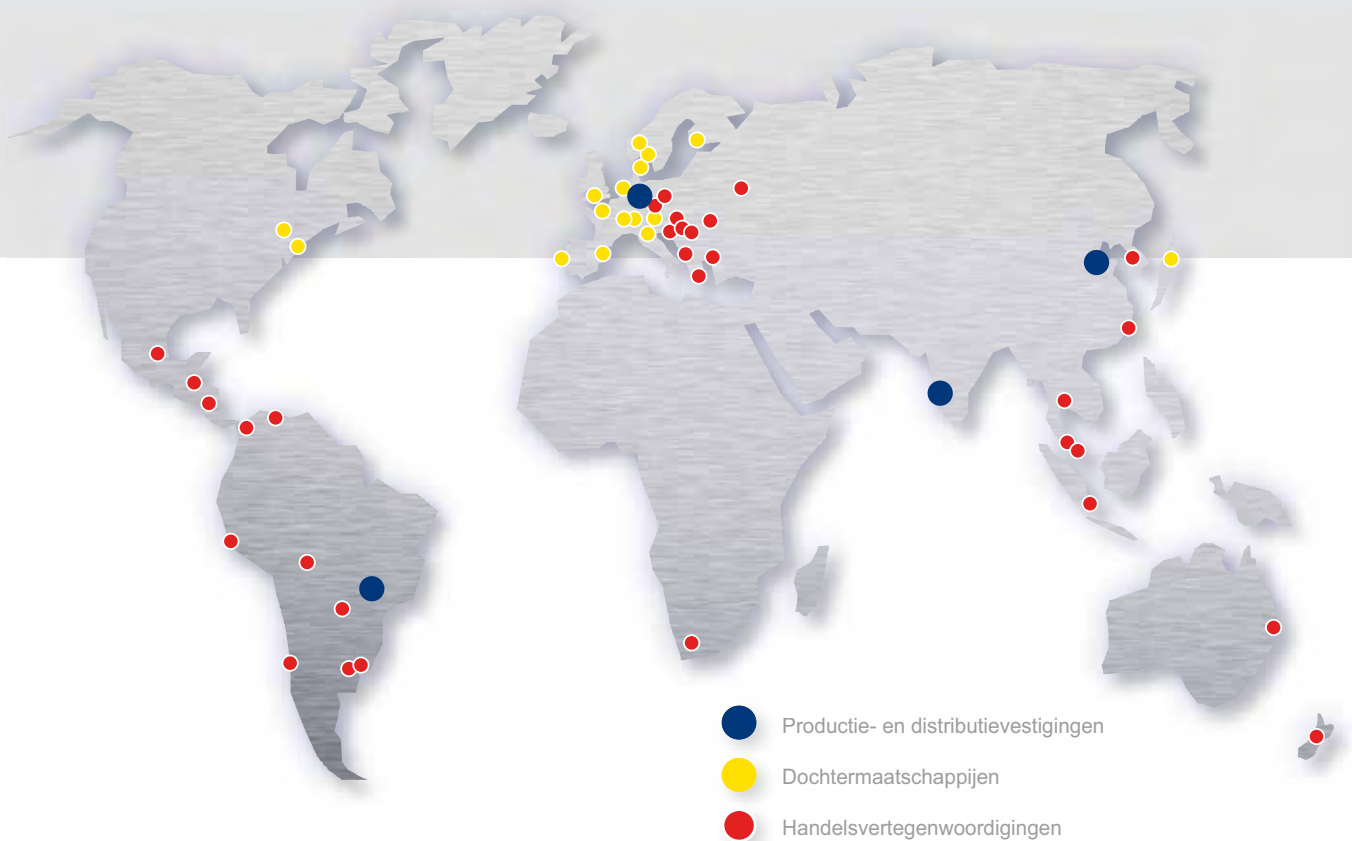 Productie- en distributievestigingen
Dochtermaatschappijen
Handelsvertegenwoordigingen